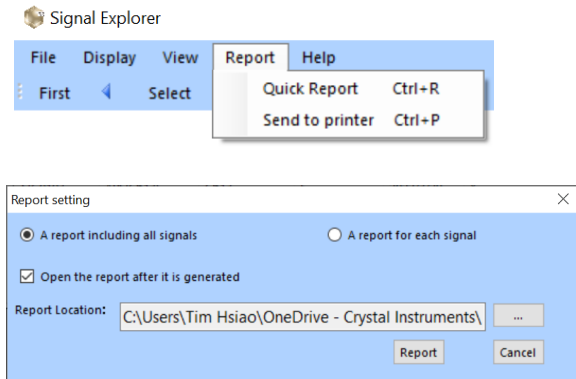 Signal Explorer
File Display View Report Help
First Select
Quick Report Ctrl+R
Send to printer Ctrl+P
Report setting
A report including all signals A report for each signal
Open the report after it is generated
Report Location: C:\Users\Tim Hsiao\OneDrive - Crystal Instruments\ ...
Report Cancel